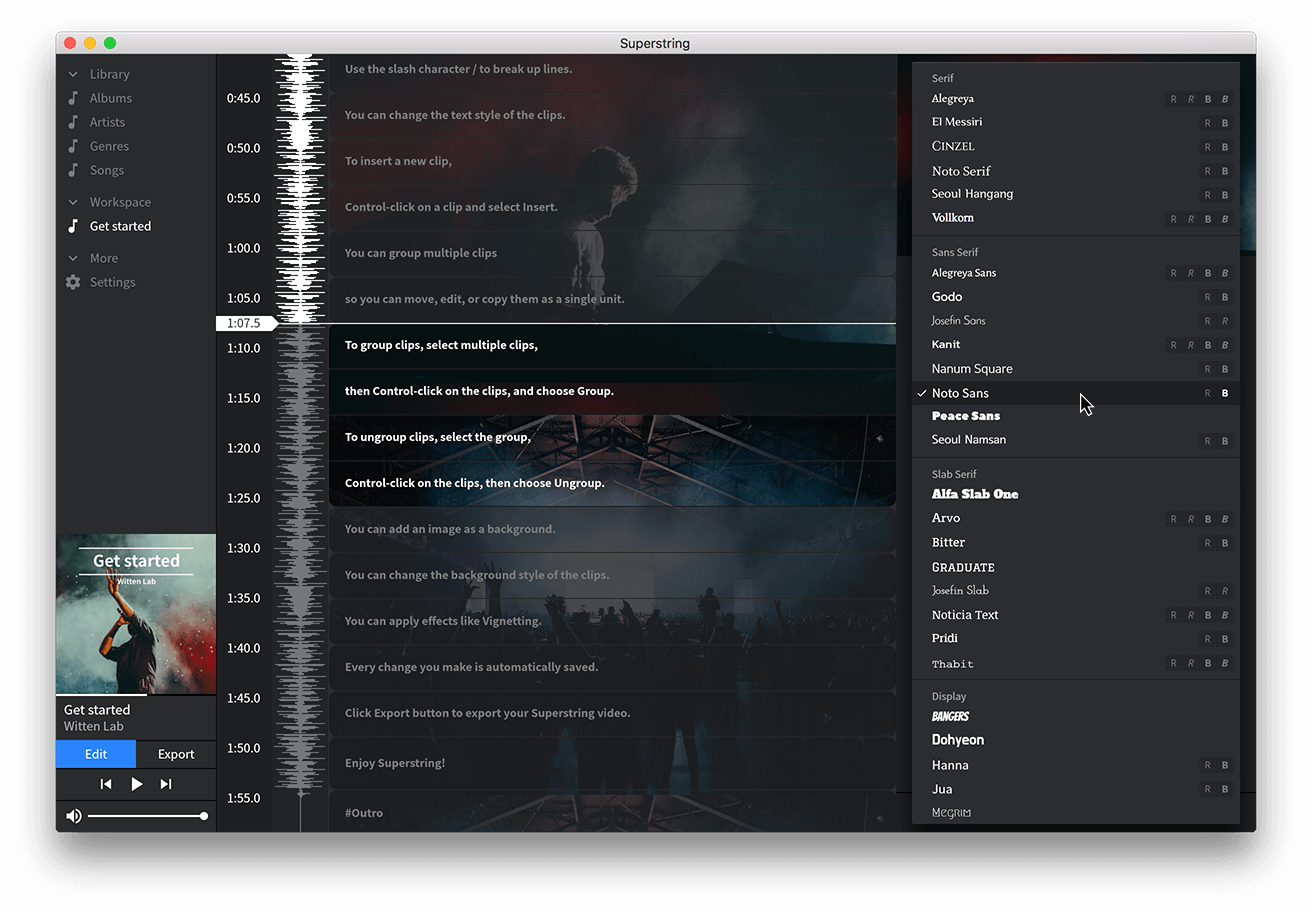 Superstring
Library
Albums
Artists
Genres
Songs
Workspace
Get started
More
Settings
Get started
Witten Lab
Get started
Witten Lab
Edit
Export
0:45.0
0:50.0
0:55.0
1:00.0
1:05.0
1:07.5
1:10.0
1:15.0
1:20.0
1:25.0
1:30.0
1:35.0
1:40.0
1:45.0
1:50.0
1:55.0
Use the slash character / to break up lines.
You can change the text style of the clips.
To insert a new clip,
Control-click on a clip and select Insert.
You can group multiple clips
so you can move, edit, or copy them as a single unit.
To group clips, select multiple clips,
then Control-click on the clips, and choose Group.
To ungroup clips, select the group,
Control-click on the clips, then choose Ungroup.
You can add an image as a background.
You can change the background style of the clips.
You can apply effects like Vignetting.
Every change you make is automatically saved.
Click Export button to export your Superstring video.
Enjoy Superstring!
#Outro
Serif
Alegreya R R B B
El Messiri R B
CINZEL R B
Noto Serif R B
Seoul Hangang R B
Vollkorn R R B B
Sans Serif
Alegreya Sans R R B B
Godo R B
Josefin Sans R R
Kanit R R B B
Nanum Square R B
Noto Sans R B
Peace Sans
Seoul Namsan R B
Slab Serif
Alfa Slab One
Arvo R R B B
Bitter R B
GRADUATE
Josefin Slab R R
Noticia Text R R B B
Pridi R B
Thabit R R B B
Display
BANGERS
Dohyeon
Hanna R B
Jua R B
MEGRIM